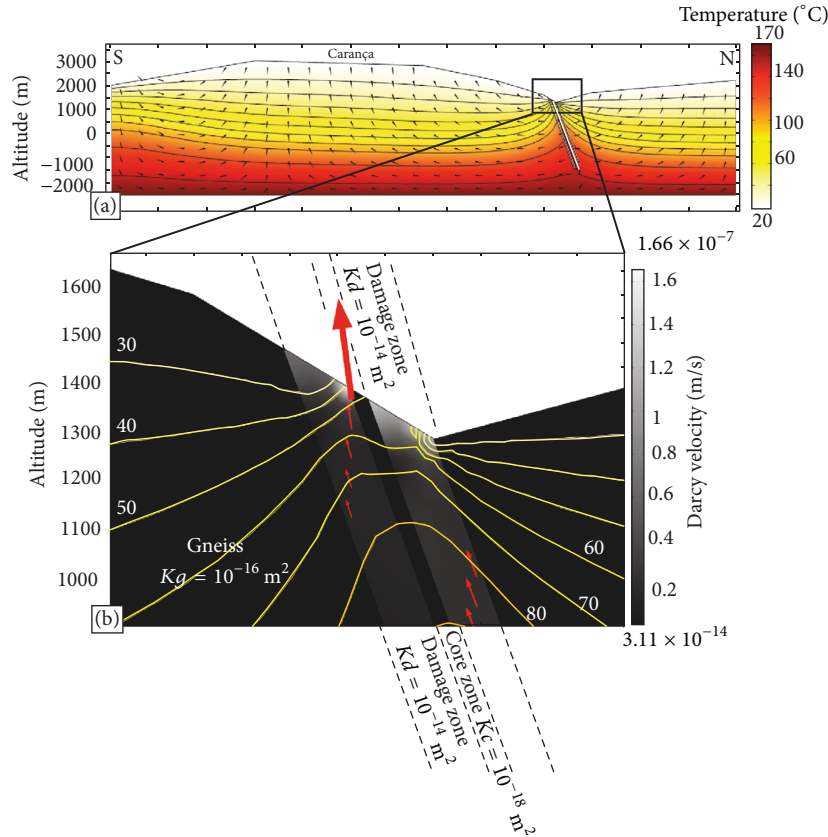 Temperature (°C)
170
140
100
60
20
S
Carança
N
Altitude (m)
3000
2000
1000
0
−1000
−2000
(a)
1.66 × 10⁻⁷
1600
1500
1400
1300
1200
1100
1000
Altitude (m)
Damage zone
Kd = 10⁻¹⁴ m²
30
40
50
60
70
80
Gneiss
Kg = 10⁻¹⁶ m²
(b)
1.6
1.4
1.2
1
0.8
0.6
0.4
0.2
Darcy velocity (m/s)
3.11 × 10⁻¹⁴
Core zone Kc = 10⁻¹⁸ m²
Damage zone
Kd = 10⁻¹⁴ m²